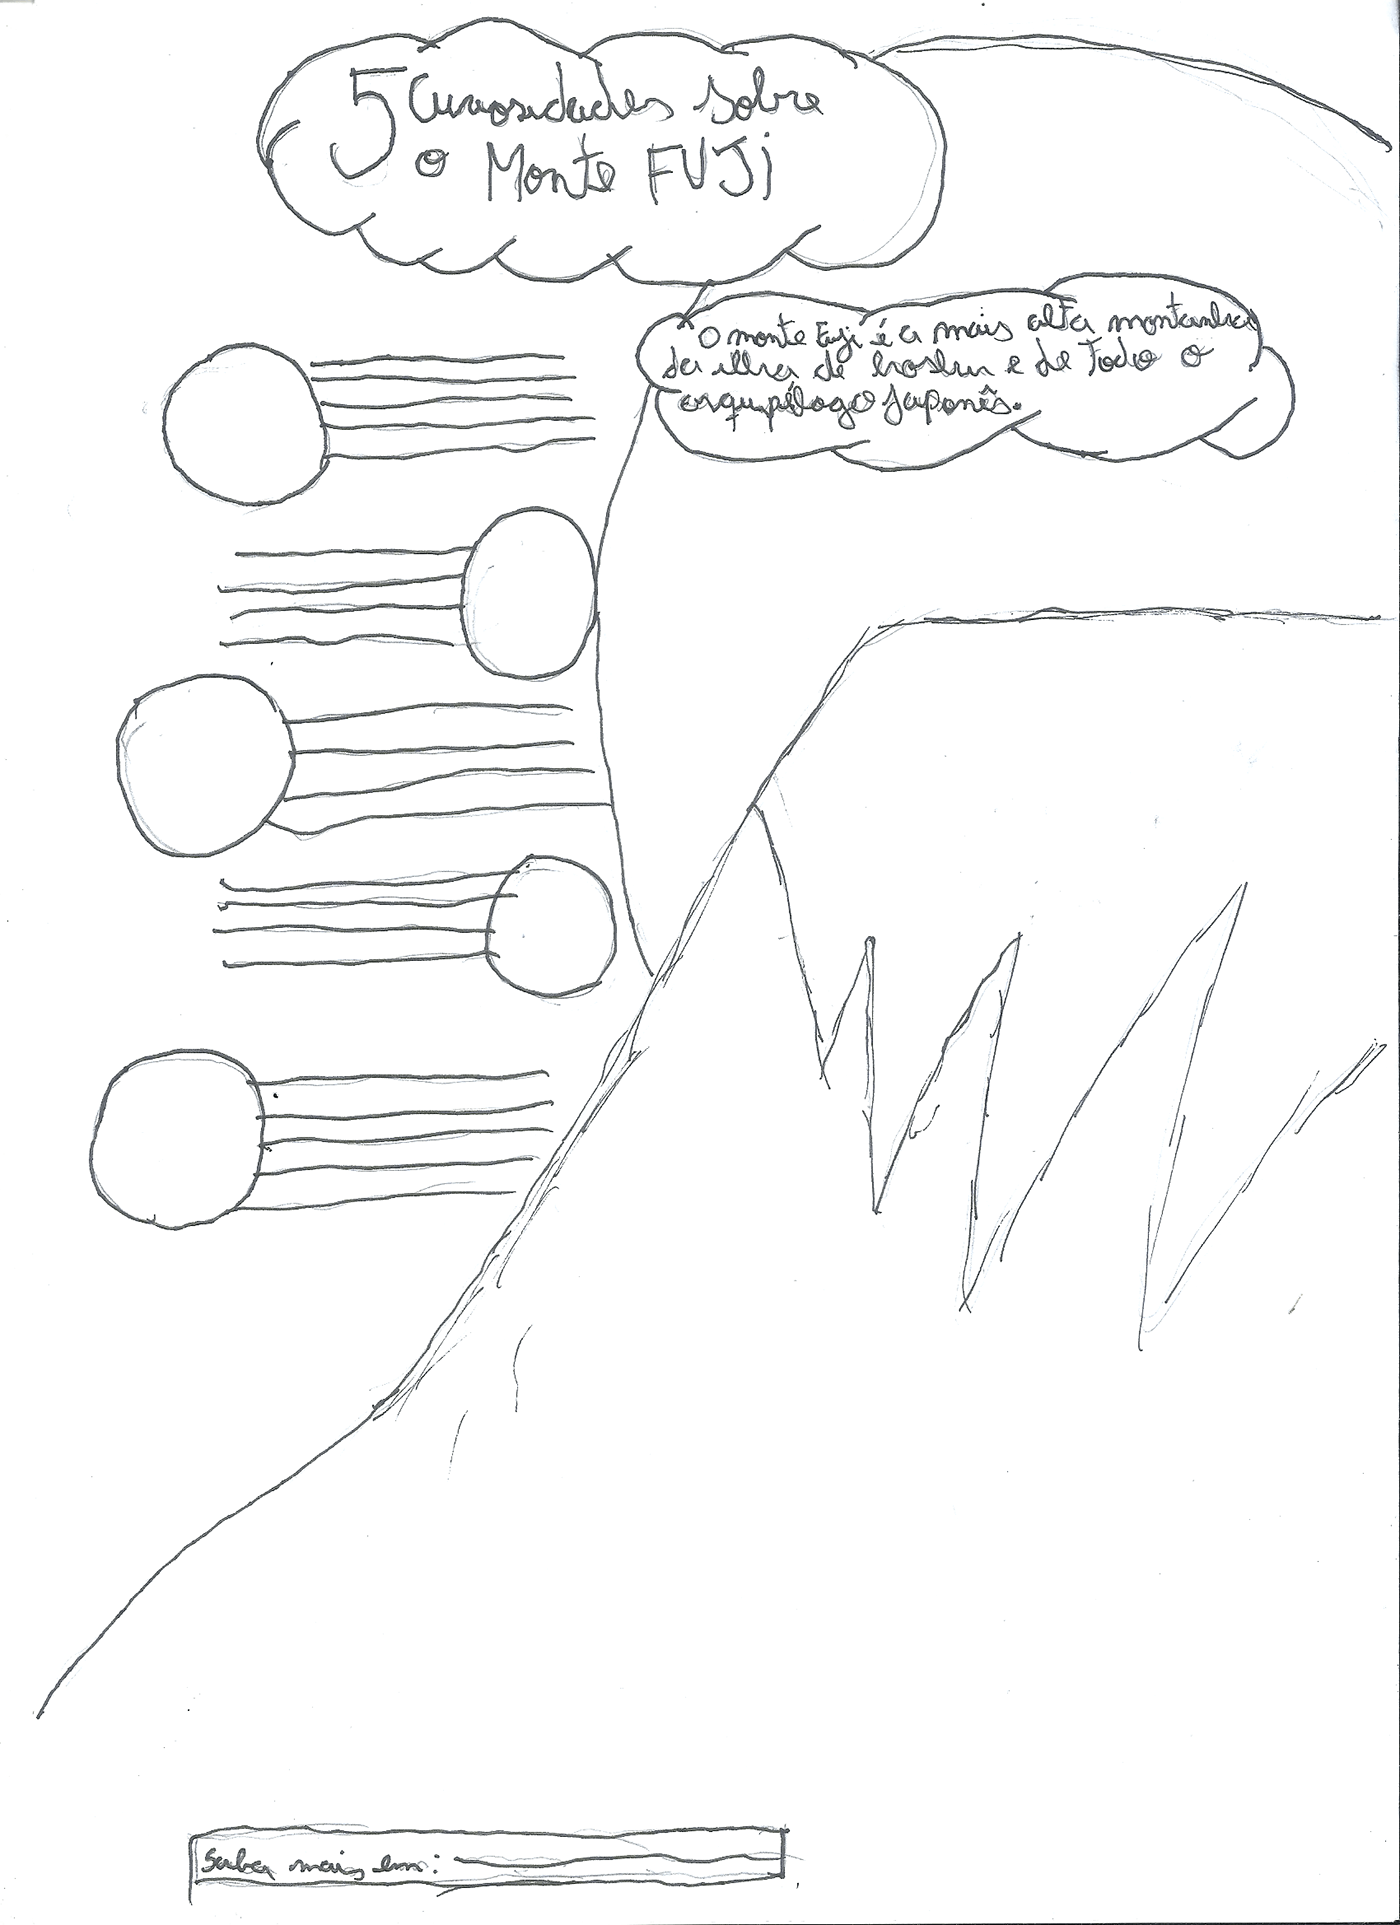 5 Curiosidades sobre
o Monte FUJi
O monte Fuji é a mais alta montanha
da ilha de honshu e de Todo o
arquipélago Japonês.
Saba mais em: